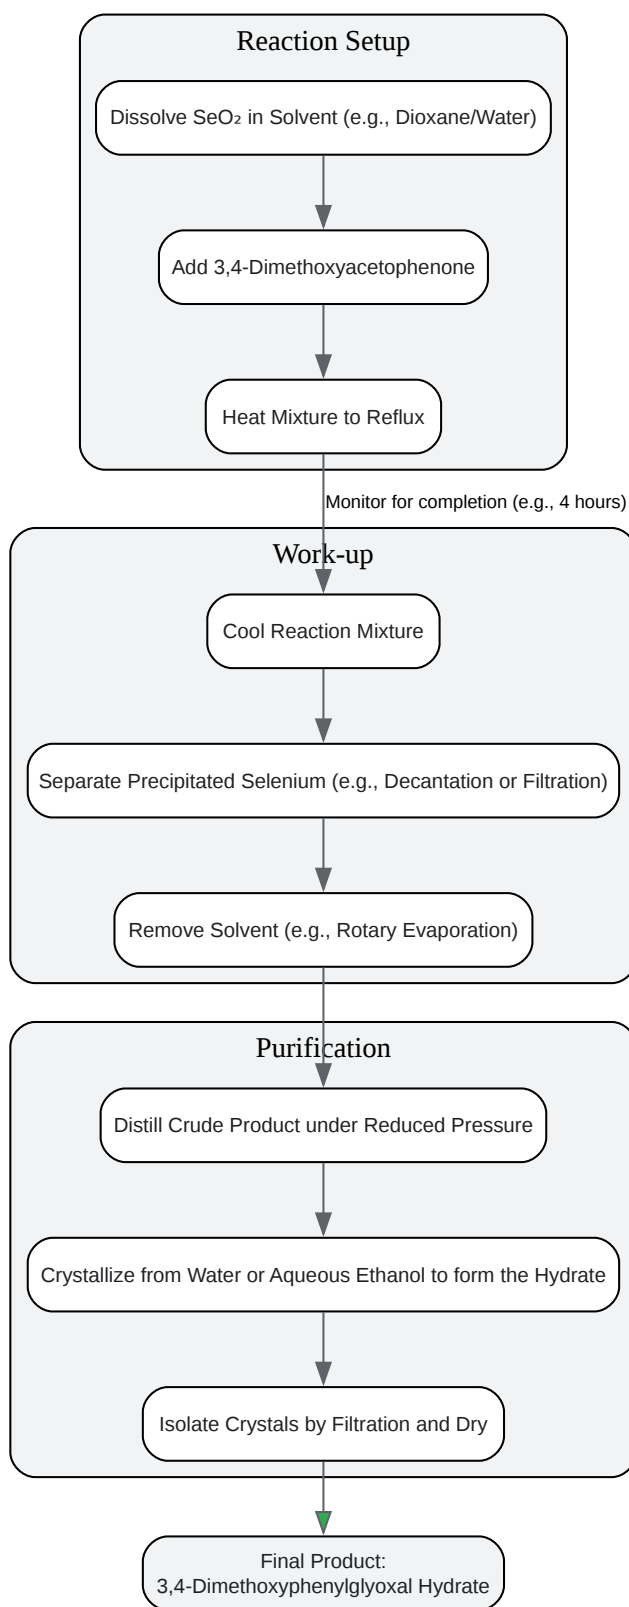 Reaction Setup
Dissolve SeO₂ in Solvent (e.g., Dioxane/Water)
Add 3,4-Dimethoxyacetophenone
Heat Mixture to Reflux
Monitor for completion (e.g., 4 hours)
Work-up
Cool Reaction Mixture
Separate Precipitated Selenium (e.g., Decantation or Filtration)
Remove Solvent (e.g., Rotary Evaporation)
Purification
Distill Crude Product under Reduced Pressure
Crystallize from Water or Aqueous Ethanol to form the Hydrate
Isolate Crystals by Filtration and Dry
Final Product:
3,4-Dimethoxyphenylglyoxal Hydrate